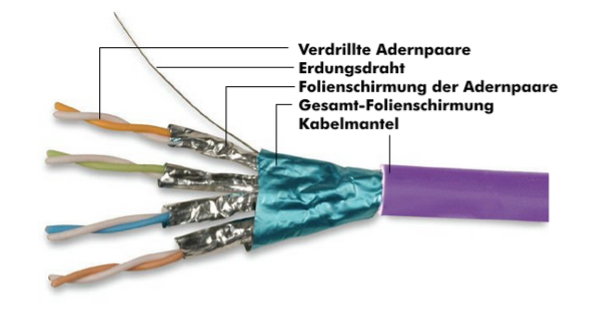 Verdrillte Adernpaare
Erdungsdraht
Folienschirmung der Adernpaare
Gesamt-Folienschirmung
Kabelmantel